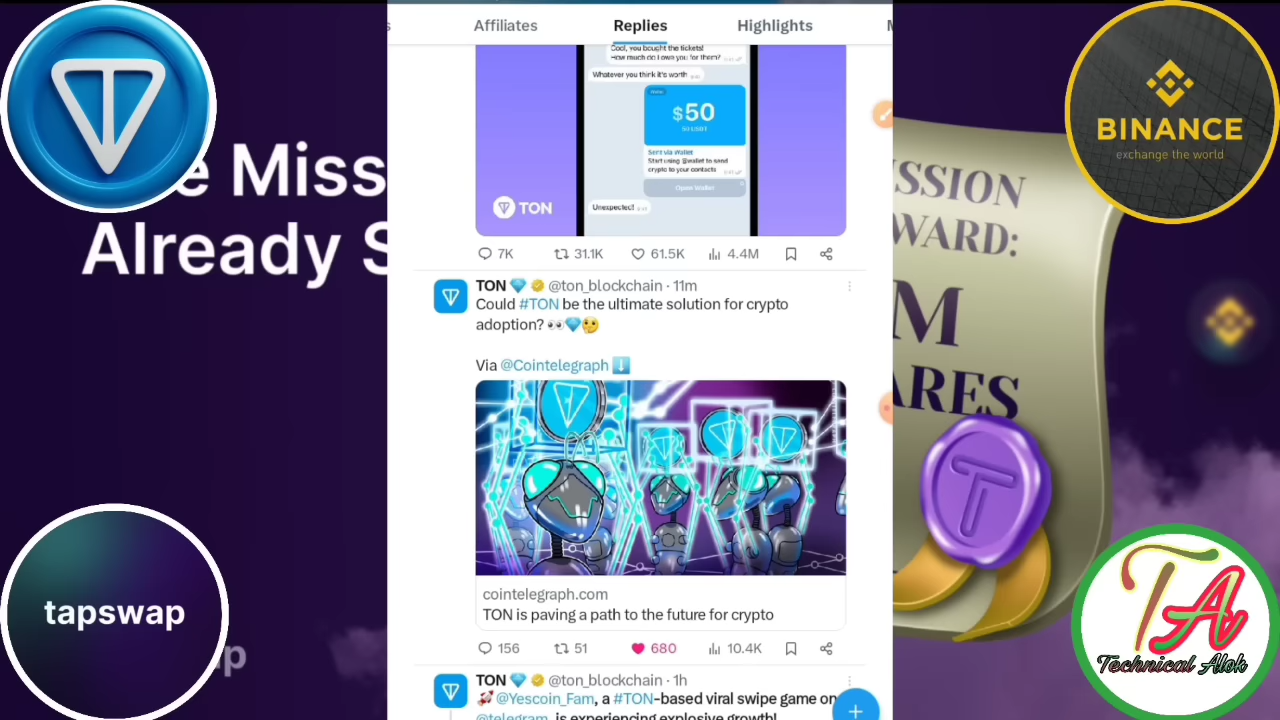 Affiliates
Replies
Highlights
Cool, you bought the tickets!
How much do I owe you for them?
Whatever you think it's worth
$50
50 USDT
Sent via Wallet
Start using @wallet to send
crypto to your contacts
Open Wallet
Unexpected!
TON
7K 31.1K 61.5K 4.4M
TON @ton_blockchain · 11m
Could #TON be the ultimate solution for crypto
adoption? 👀💎🤔
Via @Cointelegraph ⬇️
cointelegraph.com
TON is paving a path to the future for crypto
156 51 680 10.4K
TON @ton_blockchain · 1h
🚀 @Yescoin_Fam, a #TON-based viral swipe game on
@telegram, is experiencing explosive growth!
e Miss
Already S
tapswap
p
BINANCE
exchange the world
SSION
WARD:
M
ARES
TA
Technical Alok